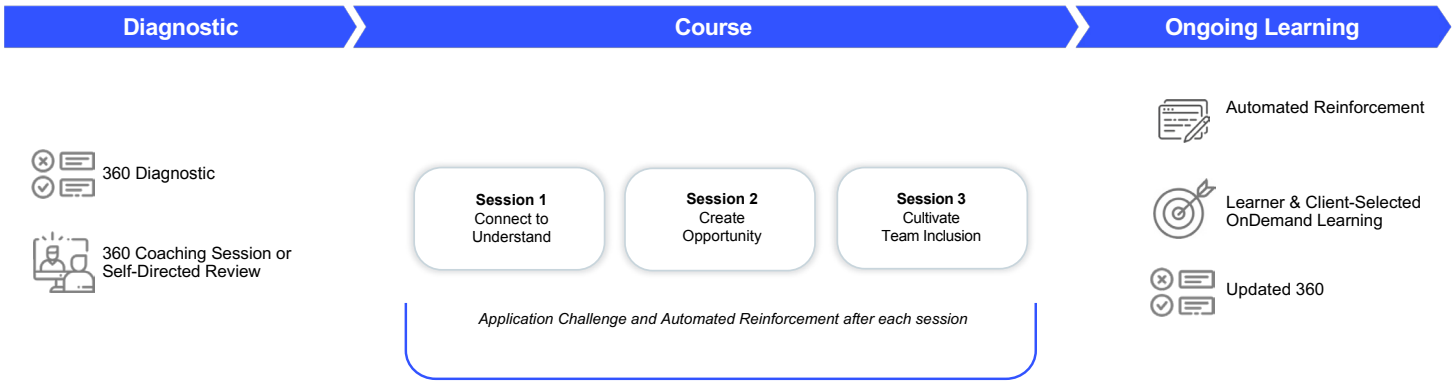 Diagnostic
Course
Ongoing Learning
360 Diagnostic
360 Coaching Session or
Self-Directed Review
Session 1
Connect to
Understand
Session 2
Create
Opportunity
Session 3
Cultivate
Team Inclusion
Application Challenge and Automated Reinforcement after each session
Automated Reinforcement
Learner & Client-Selected
OnDemand Learning
Updated 360